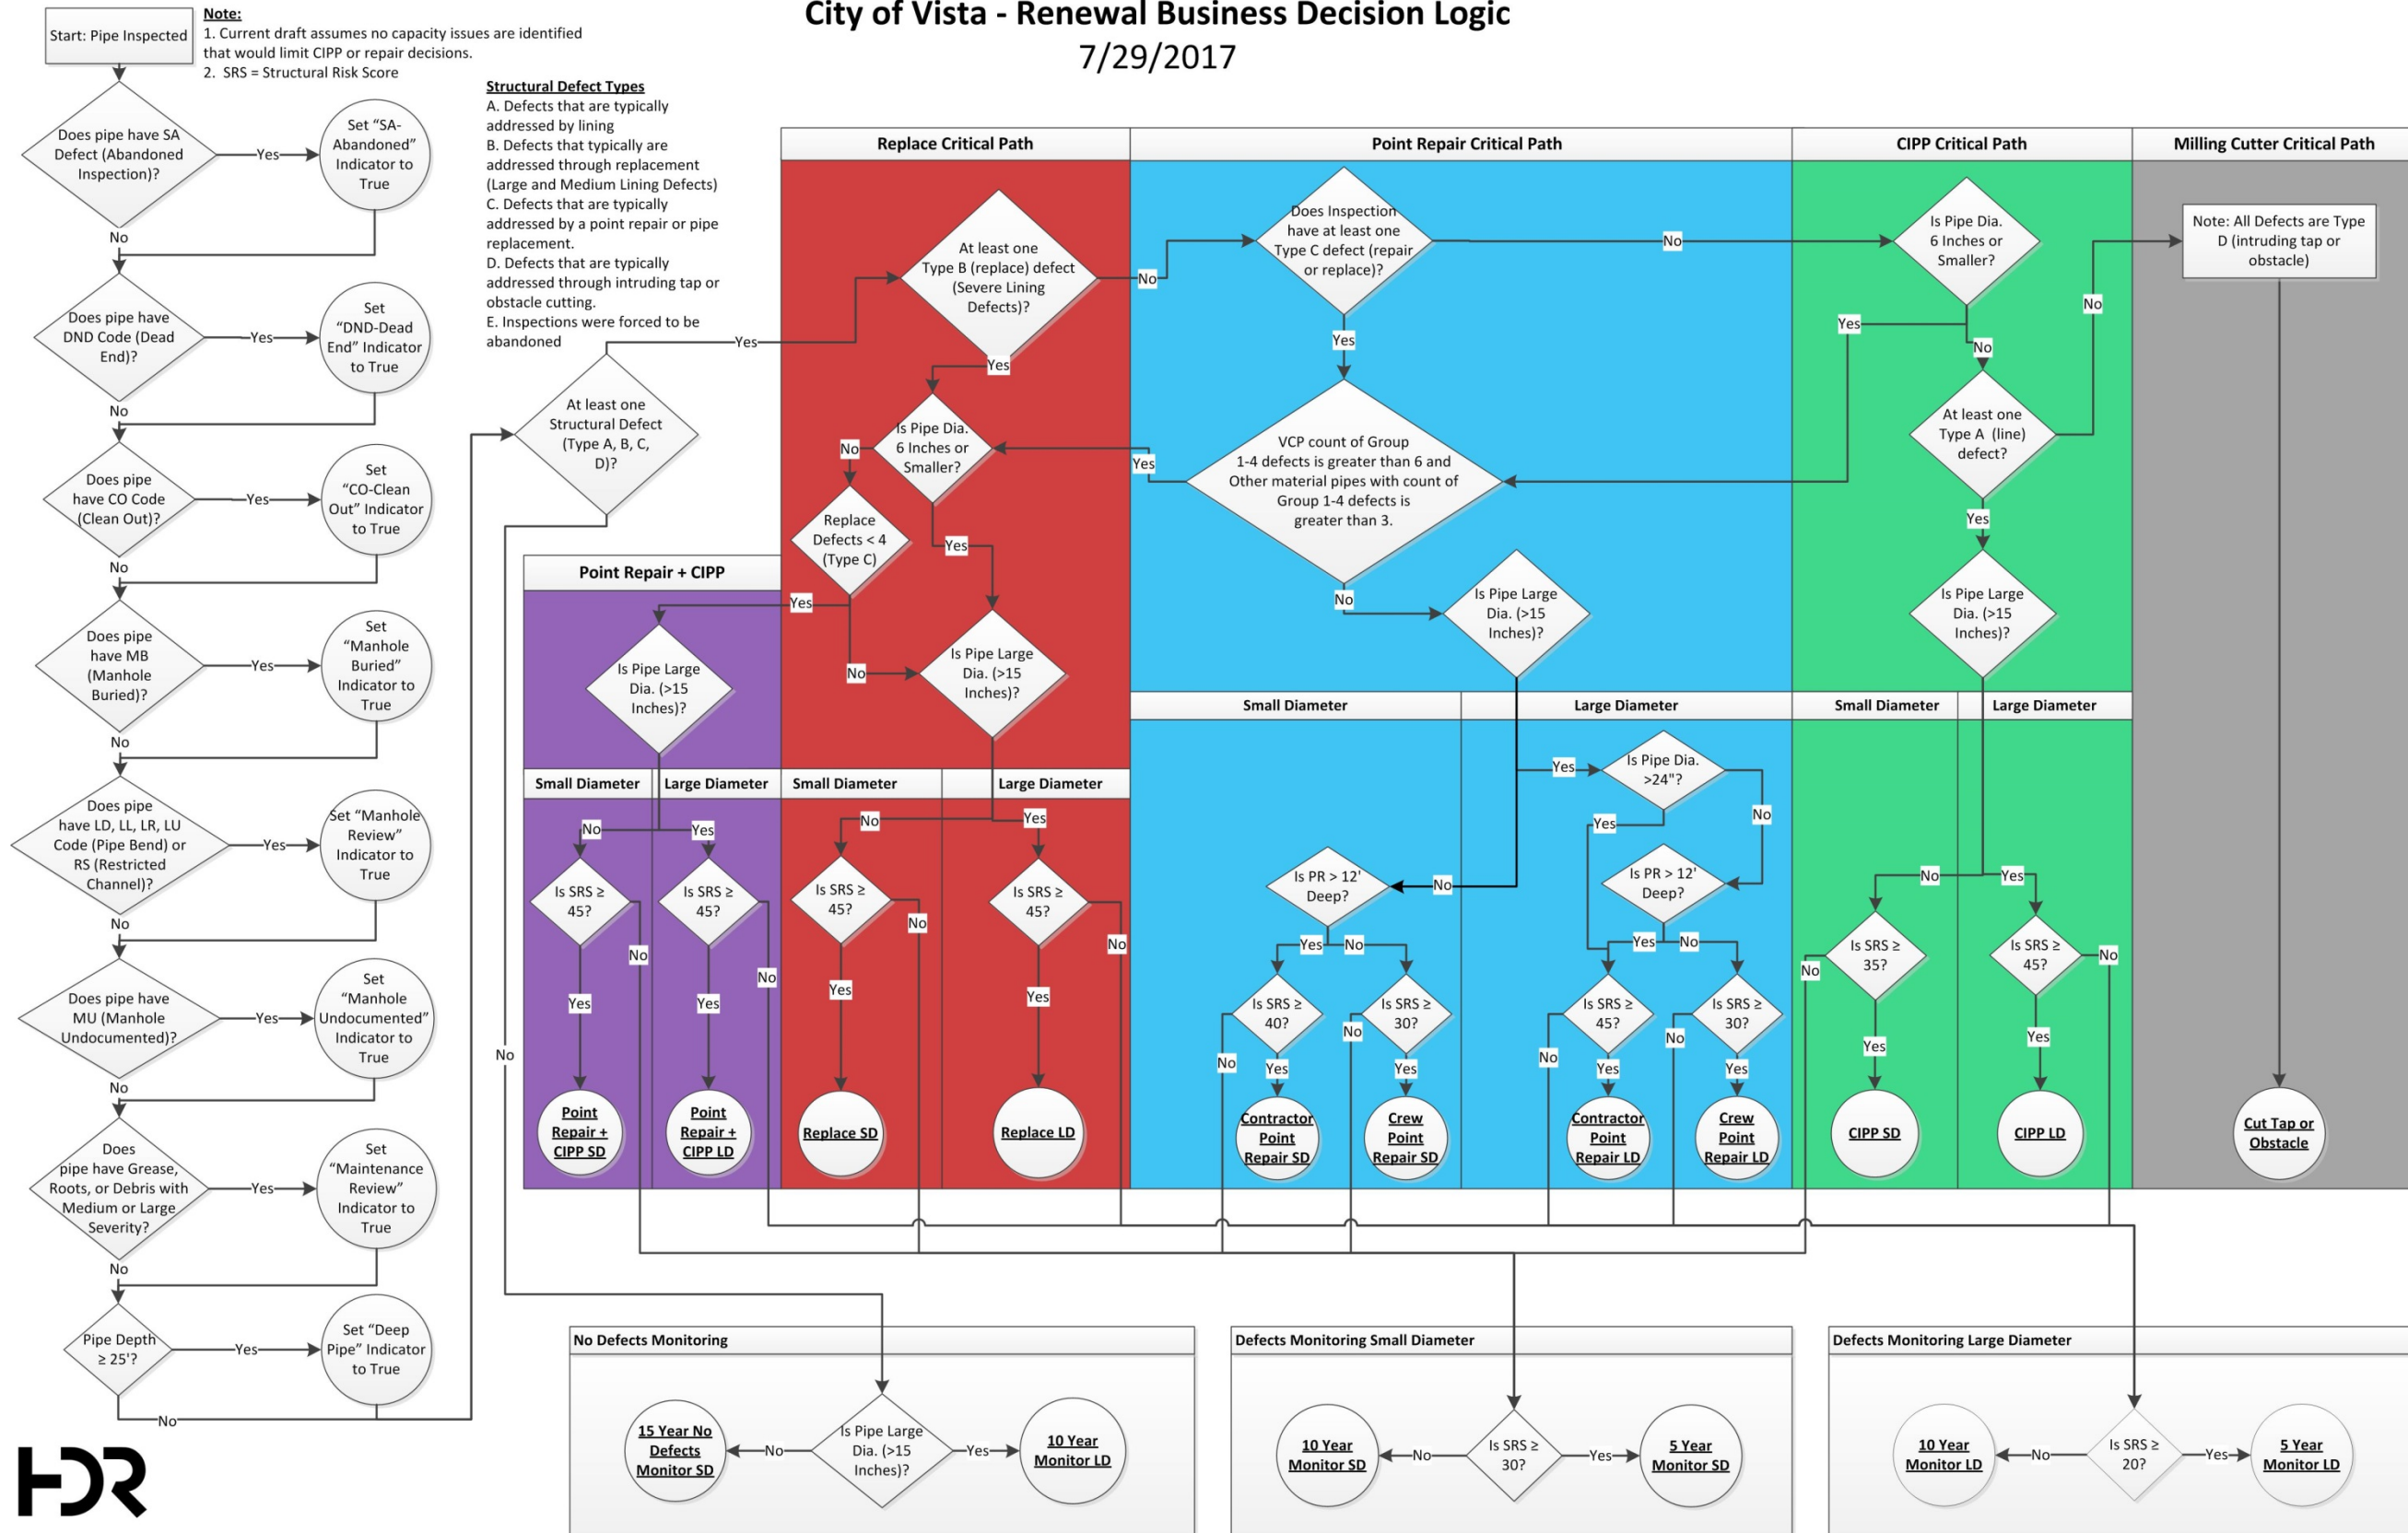 City of Vista - Renewal Business Decision Logic
7/29/2017
Start: Pipe Inspected
Note:
1. Current draft assumes no capacity issues are identified
that would limit CIPP or repair decisions.
2. SRS = Structural Risk Score
Structural Defect Types
A. Defects that are typically
addressed by lining
B. Defects that typically are
addressed through replacement
(Large and Medium Lining Defects)
C. Defects that are typically
addressed by a point repair or pipe
replacement.
D. Defects that are typically
addressed through intruding tap or
obstacle cutting.
E. Inspections were forced to be
abandoned
Does pipe have SA
Defect (Abandoned
Inspection)?
Yes
Set “SA-
Abandoned”
Indicator to
True
No
Does pipe have
DND Code (Dead
End)?
Yes
Set
“DND-Dead
End” Indicator
to True
No
Does pipe
have CO Code
(Clean Out)?
Yes
Set
“CO-Clean
Out” Indicator
to True
No
Does pipe
have MB
(Manhole
Buried)?
Yes
Set
“Manhole
Buried”
Indicator to
True
No
Does pipe
have LD, LL, LR, LU
Code (Pipe Bend) or
RS (Restricted
Channel)?
Yes
Set “Manhole
Review”
Indicator to
True
No
Does pipe have
MU (Manhole
Undocumented)?
Yes
Set
“Manhole
Undocumented”
Indicator to
True
No
Does
pipe have Grease,
Roots, or Debris with
Medium or Large
Severity?
Yes
Set
“Maintenance
Review”
Indicator to
True
No
Pipe Depth
≥ 25'?
Yes
Set “Deep
Pipe” Indicator
to True
No
HDR
At least one
Structural Defect
(Type A, B, C,
D)?
Yes
No
Point Repair + CIPP
Is Pipe Large
Dia. (>15
Inches)?
Small Diameter
Large Diameter
No
Yes
Is SRS ≥
45?
Is SRS ≥
45?
No
No
Yes
Yes
Point
Repair +
CIPP SD
Point
Repair +
CIPP LD
Replace Critical Path
At least one
Type B (replace) defect
(Severe Lining
Defects)?
No
Yes
Is Pipe Dia.
6 Inches or
Smaller?
No
Yes
Replace
Defects < 4
(Type C)
Yes
No
Is Pipe Large
Dia. (>15
Inches)?
Small Diameter
Large Diameter
No
Yes
Is SRS ≥
45?
Is SRS ≥
45?
No
No
Yes
Yes
Replace SD
Replace LD
Point Repair Critical Path
Does Inspection
have at least one
Type C defect (repair
or replace)?
No
Yes
VCP count of Group
1-4 defects is greater than 6 and
Other material pipes with count of
Group 1-4 defects is
greater than 3.
Yes
No
Is Pipe Large
Dia. (>15
Inches)?
Small Diameter
Large Diameter
Yes
Is Pipe Dia.
>24"?
Yes
No
No
Is PR > 12'
Deep?
Is PR > 12'
Deep?
Yes
No
Yes
No
Is SRS ≥
40?
Is SRS ≥
30?
Is SRS ≥
45?
Is SRS ≥
30?
No
Yes
No
Yes
No
Yes
No
Yes
Contractor
Point
Repair SD
Crew
Point
Repair SD
Contractor
Point
Repair LD
Crew
Point
Repair LD
CIPP Critical Path
Is Pipe Dia.
6 Inches or
Smaller?
Yes
No
At least one
Type A (line)
defect?
No
Yes
Is Pipe Large
Dia. (>15
Inches)?
Small Diameter
Large Diameter
No
Yes
Is SRS ≥
35?
Is SRS ≥
45?
No
No
Yes
Yes
CIPP SD
CIPP LD
Milling Cutter Critical Path
Note: All Defects are Type
D (intruding tap or
obstacle)
Cut Tap or
Obstacle
No Defects Monitoring
15 Year No
Defects
Monitor SD
No
Is Pipe Large
Dia. (>15
Inches)?
Yes
10 Year
Monitor LD
Defects Monitoring Small Diameter
10 Year
Monitor SD
No
Is SRS ≥
30?
Yes
5 Year
Monitor SD
Defects Monitoring Large Diameter
10 Year
Monitor LD
No
Is SRS ≥
20?
Yes
5 Year
Monitor LD